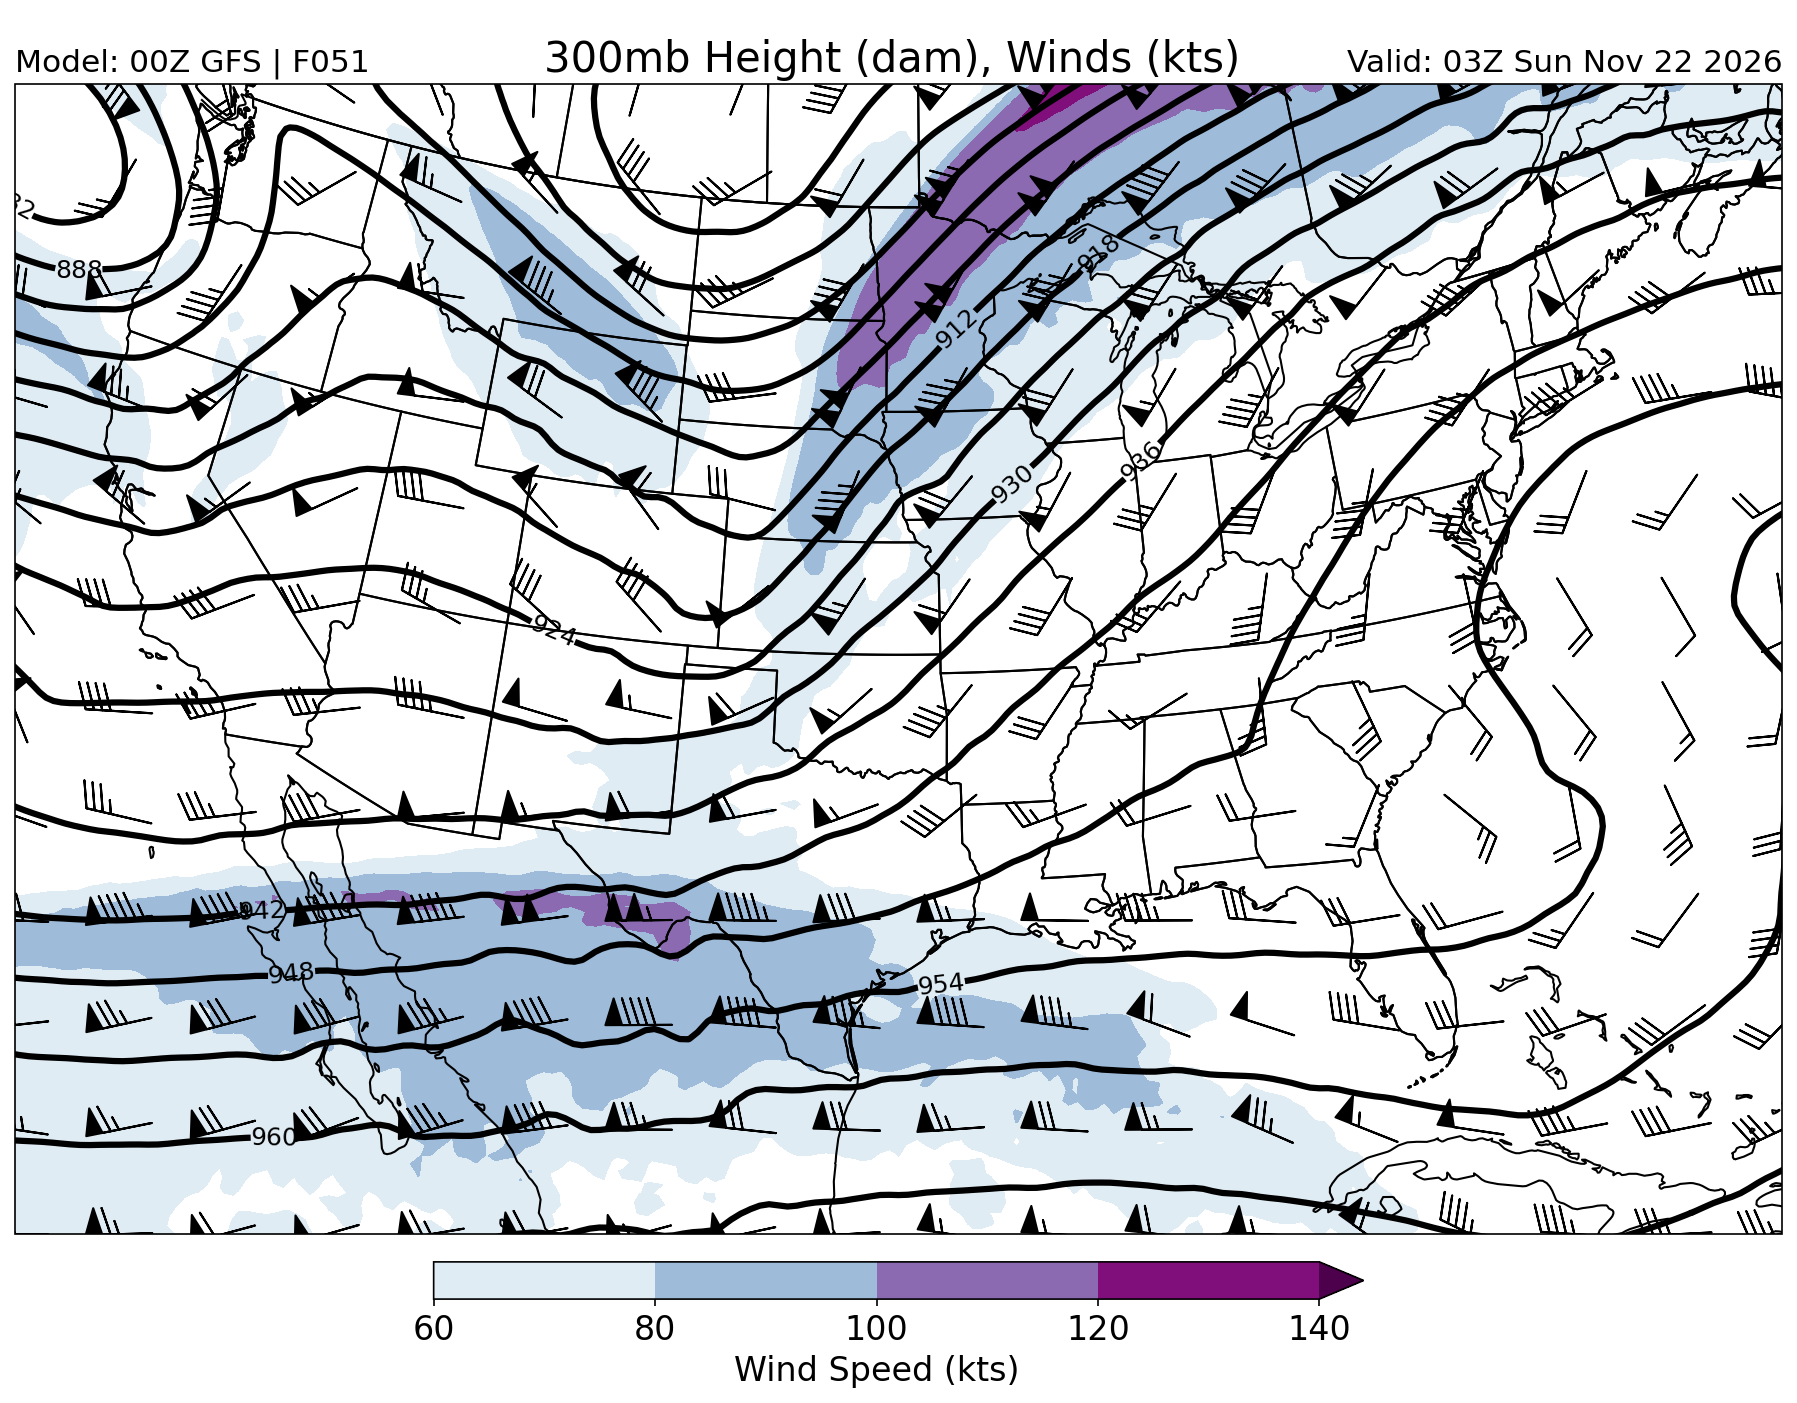 Model: 00Z GFS | F051
300mb Height (dam), Winds (kts)
Valid: 03Z Sun Nov 22 2026
888
918
912
936
930
924
942
948
954
960
60 80 100 120 140
Wind Speed (kts)